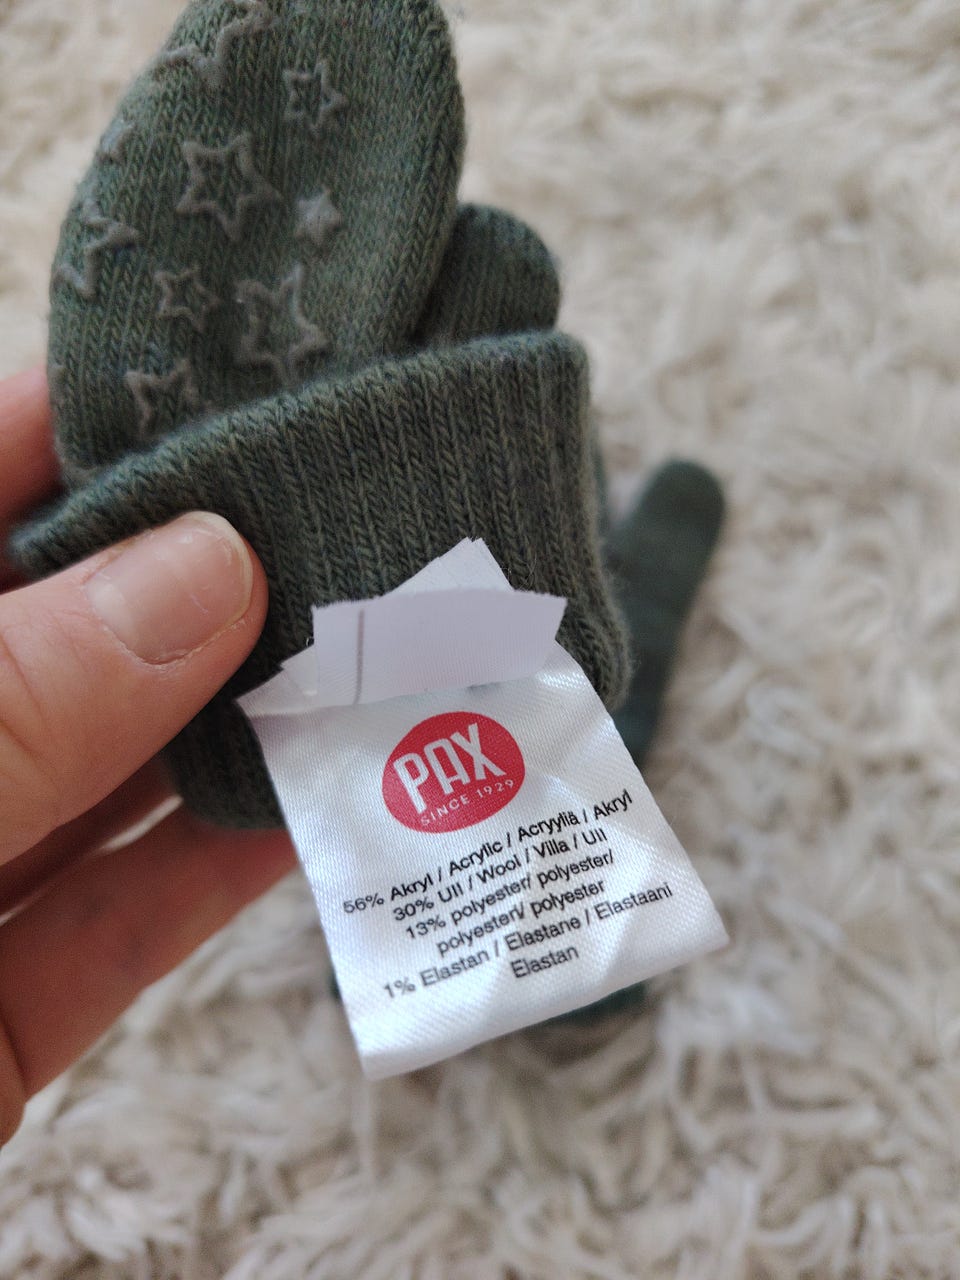 PAX
SINCE 1929
56% Akryl / Acrylic / Acryyliä / Akryl
30% Ull / Wool / Villa / Ull
13% polyester/ polyester/
polyesteri/ polyester
1% Elastan / Elastane / Elastaani
Elastan